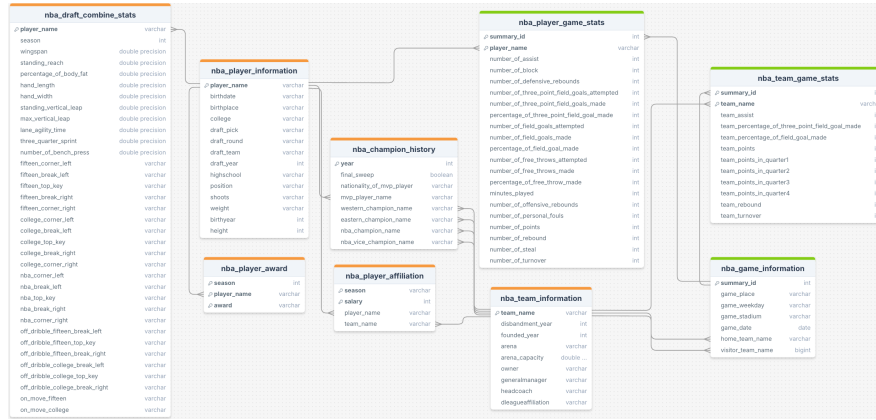 nba_draft_combine_stats
player_name varchar
season int
wingspan double precision
standing_reach double precision
percentage_of_body_fat double precision
hand_length double precision
hand_width double precision
standing_vertical_leap double precision
max_vertical_leap double precision
lane_agility_time double precision
three_quarter_sprint double precision
number_of_bench_press double precision
fifteen_corner_left varchar
fifteen_break_left varchar
fifteen_top_key varchar
fifteen_break_right varchar
fifteen_corner_right varchar
college_corner_left varchar
college_break_left varchar
college_top_key varchar
college_break_right varchar
college_corner_right varchar
nba_corner_left varchar
nba_break_left varchar
nba_top_key varchar
nba_break_right varchar
nba_corner_right varchar
off_dribble_fifteen_break_left varchar
off_dribble_fifteen_top_key varchar
off_dribble_fifteen_break_right varchar
off_dribble_college_break_left varchar
off_dribble_college_top_key varchar
off_dribble_college_break_right varchar
on_move_fifteen varchar
on_move_college varchar
nba_player_information
player_name varchar
birthdate varchar
birthplace varchar
college varchar
draft_pick varchar
draft_round varchar
draft_team varchar
draft_year int
highschool varchar
position varchar
shoots varchar
weight varchar
birthyear int
height int
nba_player_award
season int
player_name varchar
award varchar
nba_champion_history
year int
final_sweep boolean
nationality_of_mvp_player varchar
mvp_player_name varchar
western_champion_name varchar
eastern_champion_name varchar
nba_champion_name varchar
nba_vice_champion_name varchar
nba_player_affiliation
season varchar
salary int
player_name varchar
team_name varchar
nba_player_game_stats
summary_id int
player_name varchar
number_of_assist int
number_of_block int
number_of_defensive_rebounds int
number_of_three_point_field_goals_attempted int
number_of_three_point_field_goals_made int
percentage_of_three_point_field_goal_made int
number_of_field_goals_attempted int
number_of_field_goals_made int
percentage_of_field_goal_made int
number_of_free_throws_attempted int
number_of_free_throws_made int
percentage_of_free_throw_made int
minutes_played int
number_of_offensive_rebounds int
number_of_personal_fouls int
number_of_points int
number_of_rebound int
number_of_steal int
number_of_turnover int
nba_team_information
team_name varchar
disbandment_year int
founded_year int
arena varchar
arena_capacity double ...
owner varchar
generalmanager varchar
headcoach varchar
dleagueaffiliation varchar
nba_team_game_stats
summary_id
team_name varch
team_assist
team_percentage_of_three_point_field_goal_made
team_percentage_of_field_goal_made
team_points
team_points_in_quarter1
team_points_in_quarter2
team_points_in_quarter3
team_points_in_quarter4
team_rebound
team_turnover
nba_game_information
summary_id int
game_place varchar
game_weekday varchar
game_stadium varchar
game_date date
home_team_name varchar
visitor_team_name bigint